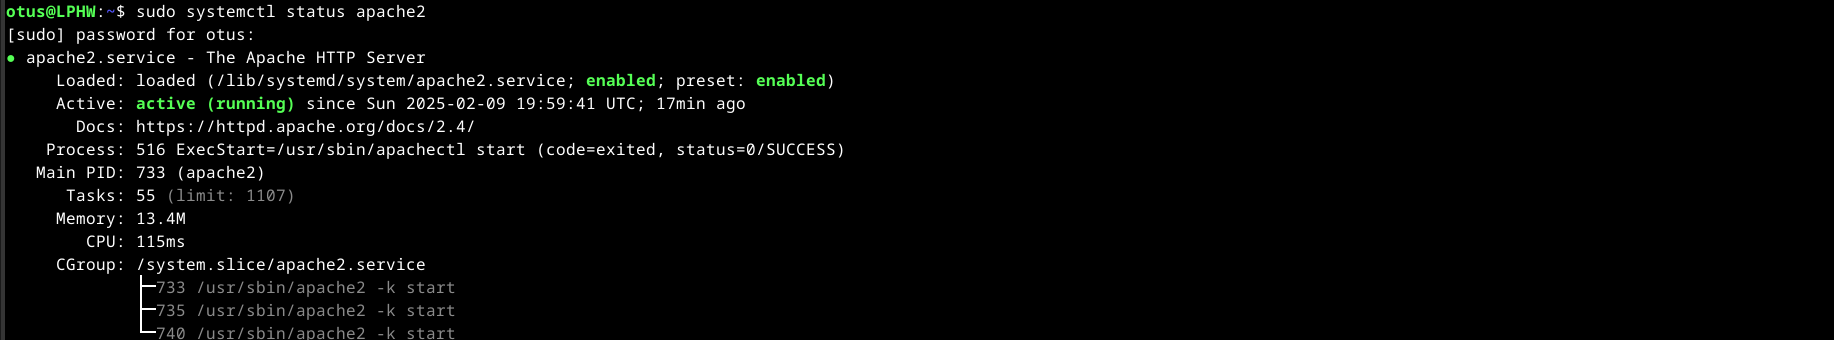 otus@LPHW:~$ sudo systemctl status apache2
[sudo] password for otus:
● apache2.service - The Apache HTTP Server
     Loaded: loaded (/lib/systemd/system/apache2.service; enabled; preset: enabled)
     Active: active (running) since Sun 2025-02-09 19:59:41 UTC; 17min ago
       Docs: https://httpd.apache.org/docs/2.4/
    Process: 516 ExecStart=/usr/sbin/apachectl start (code=exited, status=0/SUCCESS)
   Main PID: 733 (apache2)
      Tasks: 55 (limit: 1107)
     Memory: 13.4M
        CPU: 115ms
     CGroup: /system.slice/apache2.service
             ├─733 /usr/sbin/apache2 -k start
             ├─735 /usr/sbin/apache2 -k start
             └─740 /usr/sbin/apache2 -k start